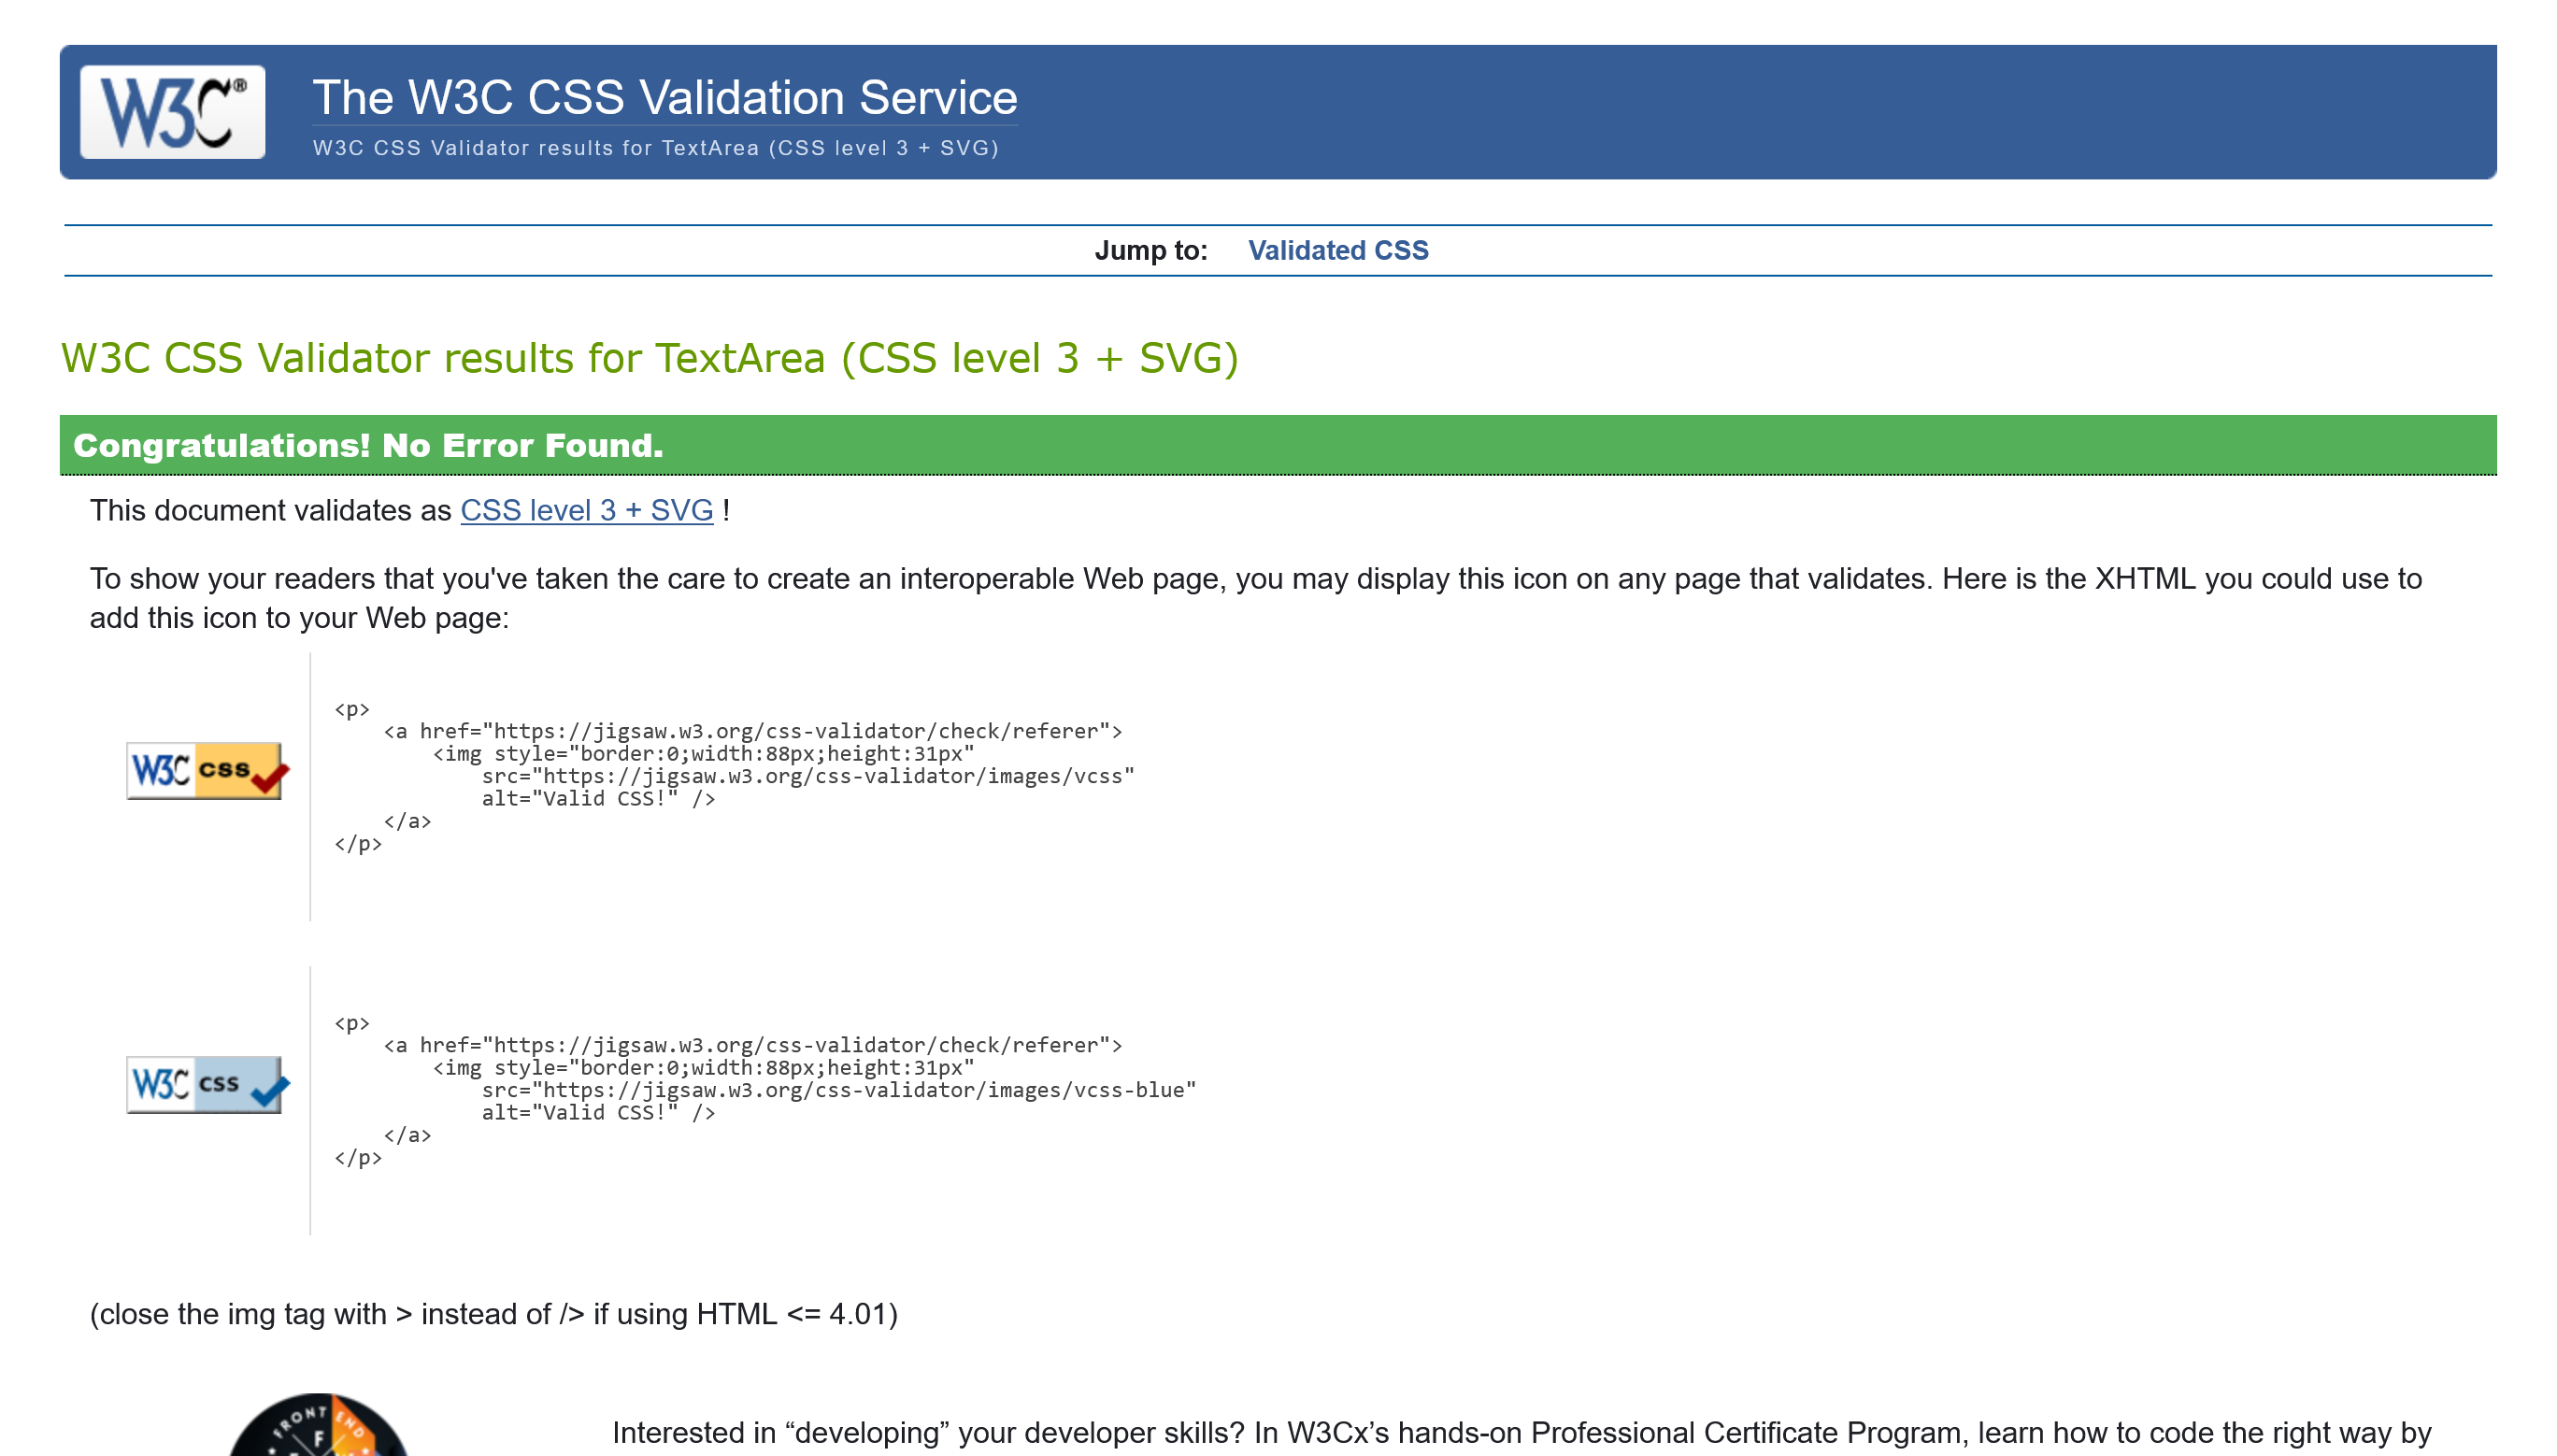 W3C®
The W3C CSS Validation Service
W3C CSS Validator results for TextArea (CSS level 3 + SVG)
Jump to: Validated CSS
W3C CSS Validator results for TextArea (CSS level 3 + SVG)
Congratulations! No Error Found.
This document validates as CSS level 3 + SVG !
To show your readers that you've taken the care to create an interoperable Web page, you may display this icon on any page that validates. Here is the XHTML you could use to
add this icon to your Web page:
<p>
<a href="https://jigsaw.w3.org/css-validator/check/referer">
<img style="border:0;width:88px;height:31px"
W3C css
src="https://jigsaw.w3.org/css-validator/images/vcss"
alt="Valid CSS!" />
</a>
</p>
<p>
<a href="https://jigsaw.w3.org/css-validator/check/referer">
<img style="border:0;width:88px;height:31px"
W3C css
src="https://jigsaw.w3.org/css-validator/images/vcss-blue"
alt="Valid CSS!" />
</a>
</p>
(close the img tag with > instead of /> if using HTML <= 4.01)
FRONT END
F
Interested in “developing” your developer skills? In W3Cx’s hands-on Professional Certificate Program, learn how to code the right way by